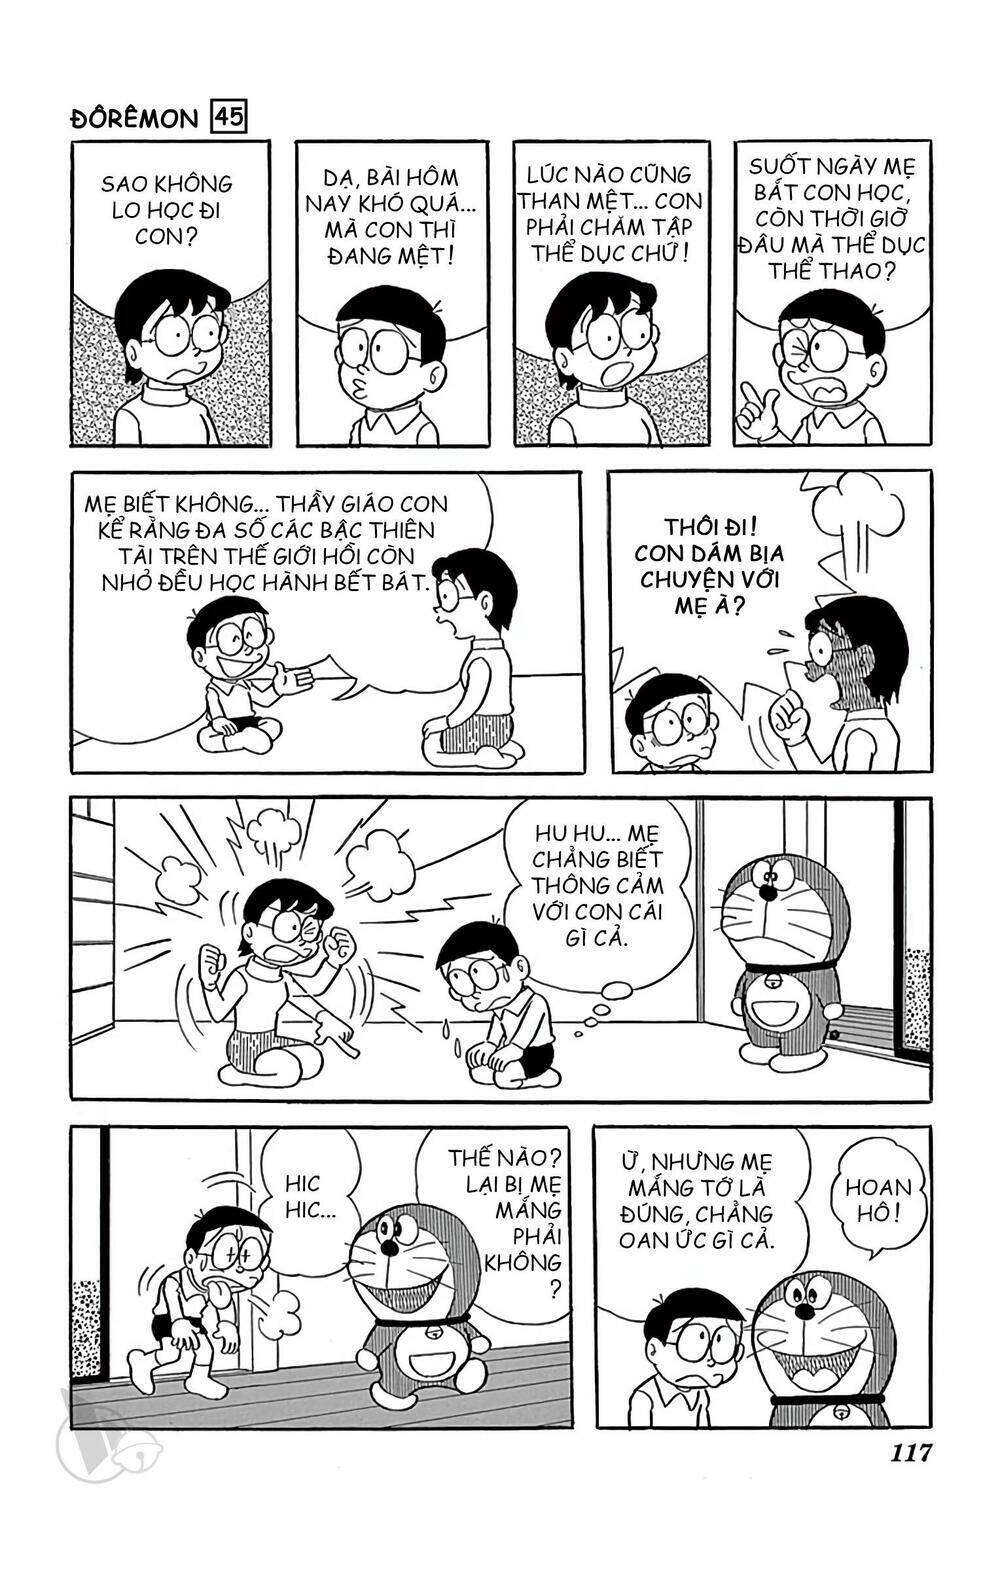 ĐÔRÊMON 45
SAO KHÔNG
LO HỌC ĐI
CON?
DẠ, BÀI HÔM
NAY KHÓ QUÁ...
MÀ CON THÌ
ĐANG MỆT!
LÚC NÀO CŨNG
THAN MỆT... CON
PHẢI CHĂM TẬP
THỂ DỤC CHỨ!
SUỐT NGÀY MẸ
BẮT CON HỌC,
CÒN THỜI GIỜ
ĐÂU MÀ THỂ DỤC
THỂ THAO?
MẸ BIẾT KHÔNG... THẦY GIÁO CON
KỂ RẰNG ĐA SỐ CÁC BẬC THIÊN
TÀI TRÊN THẾ GIỚI HỒI CÒN
NHỎ ĐỀU HỌC HÀNH BẾT BÁT.
THÔI ĐI!
CON DÁM BỊA
CHUYỆN VỚI
MẸ À?
HU HU... MẸ
CHẲNG BIẾT
THÔNG CẢM
VỚI CON CÁI
GÌ CẢ.
HIC
HIC...
THẾ NÀO?
LẠI BỊ MẸ
MẮNG
PHẢI
KHÔNG
?
Ừ, NHƯNG MẸ
MẮNG TỚ LÀ
ĐÚNG, CHẲNG
OAN ỨC GÌ CẢ.
HOAN
HÔ!
117